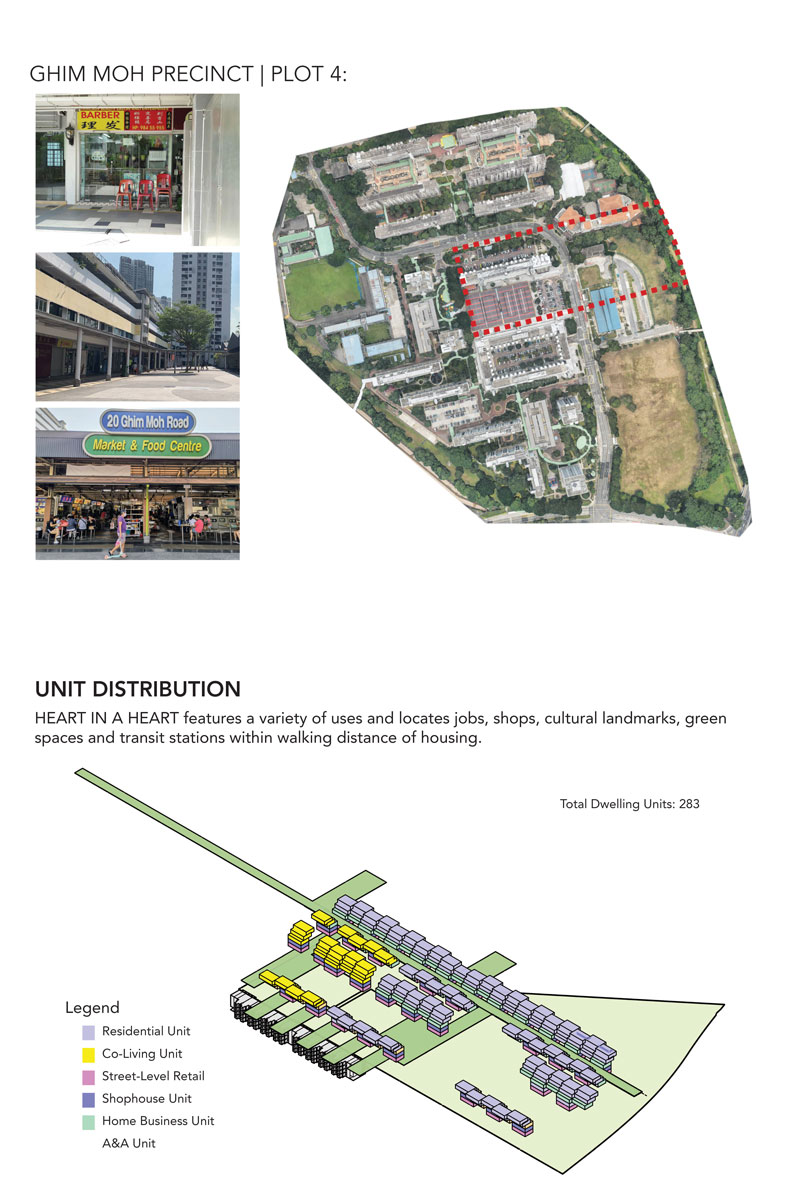 GHIM MOH PRECINCT | PLOT 4:
BARBER
理发
20 Ghim Moh Road
Market & Food Centre
UNIT DISTRIBUTION
HEART IN A HEART features a variety of uses and locates jobs, shops, cultural landmarks, green
spaces and transit stations within walking distance of housing.
Total Dwelling Units: 283
Legend
Residential Unit
Co-Living Unit
Street-Level Retail
Shophouse Unit
Home Business Unit
A&A Unit